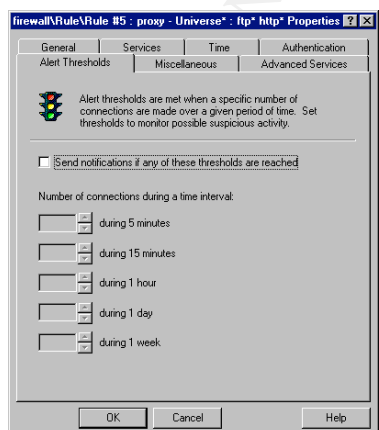 firewall\Rule\Rule #5 : proxy - Universe* : ftp* http* Properties ? X
General Services Time Authentication
Alert Thresholds Miscellaneous Advanced Services
Alert thresholds are met when a specific number of
connections are made over a given period of time. Set
thresholds to monitor possible suspicious activity.
Send notifications if any of these thresholds are reached
Number of connections during a time interval:
during 5 minutes
during 15 minutes
during 1 hour
during 1 day
during 1 week
OK Cancel Help